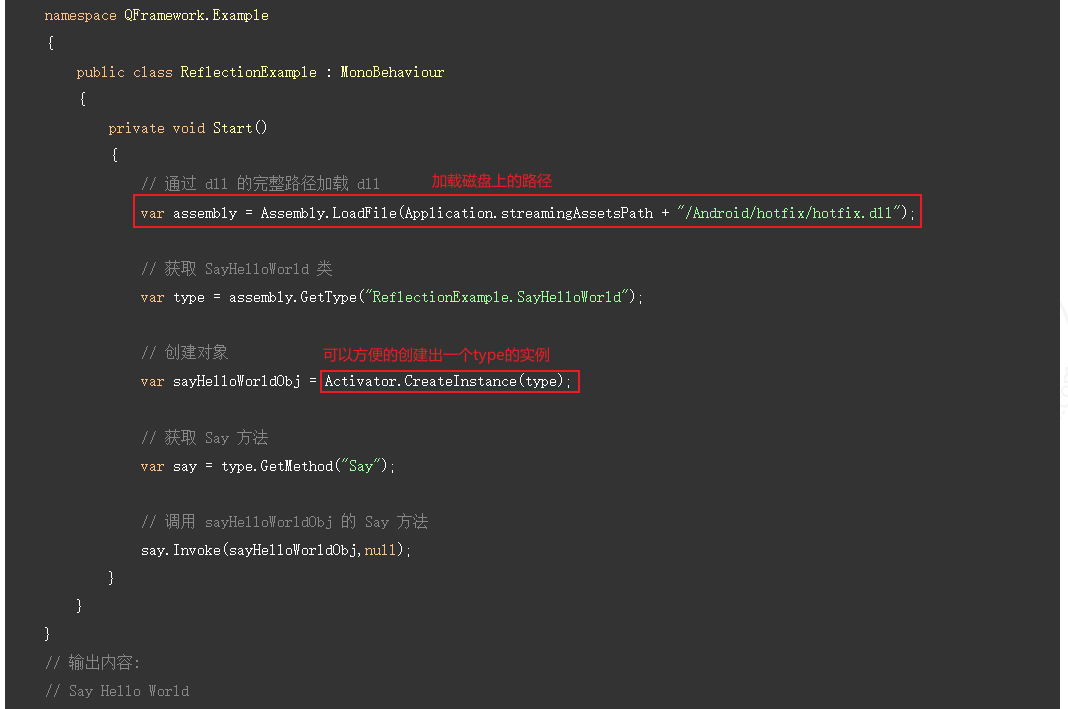 namespace QFramework.Example
{
public class ReflectionExample : MonoBehaviour
{
private void Start()
{
// 通过 dll 的完整路径加载 dll 加载磁盘上的路径
var assembly = Assembly.LoadFile(Application.streamingAssetsPath + "/Android/hotfix/hotfix.dll");
// 获取 SayHelloWorld 类
var type = assembly.GetType("ReflectionExample.SayHelloWorld");
// 创建对象 可以方便的创建出一个type的实例
var sayHelloWorldObj = Activator.CreateInstance(type);
// 获取 Say 方法
var say = type.GetMethod("Say");
// 调用 sayHelloWorldObj 的 Say 方法
say.Invoke(sayHelloWorldObj,null);
}
}
}
// 输出内容:
// Say Hello World